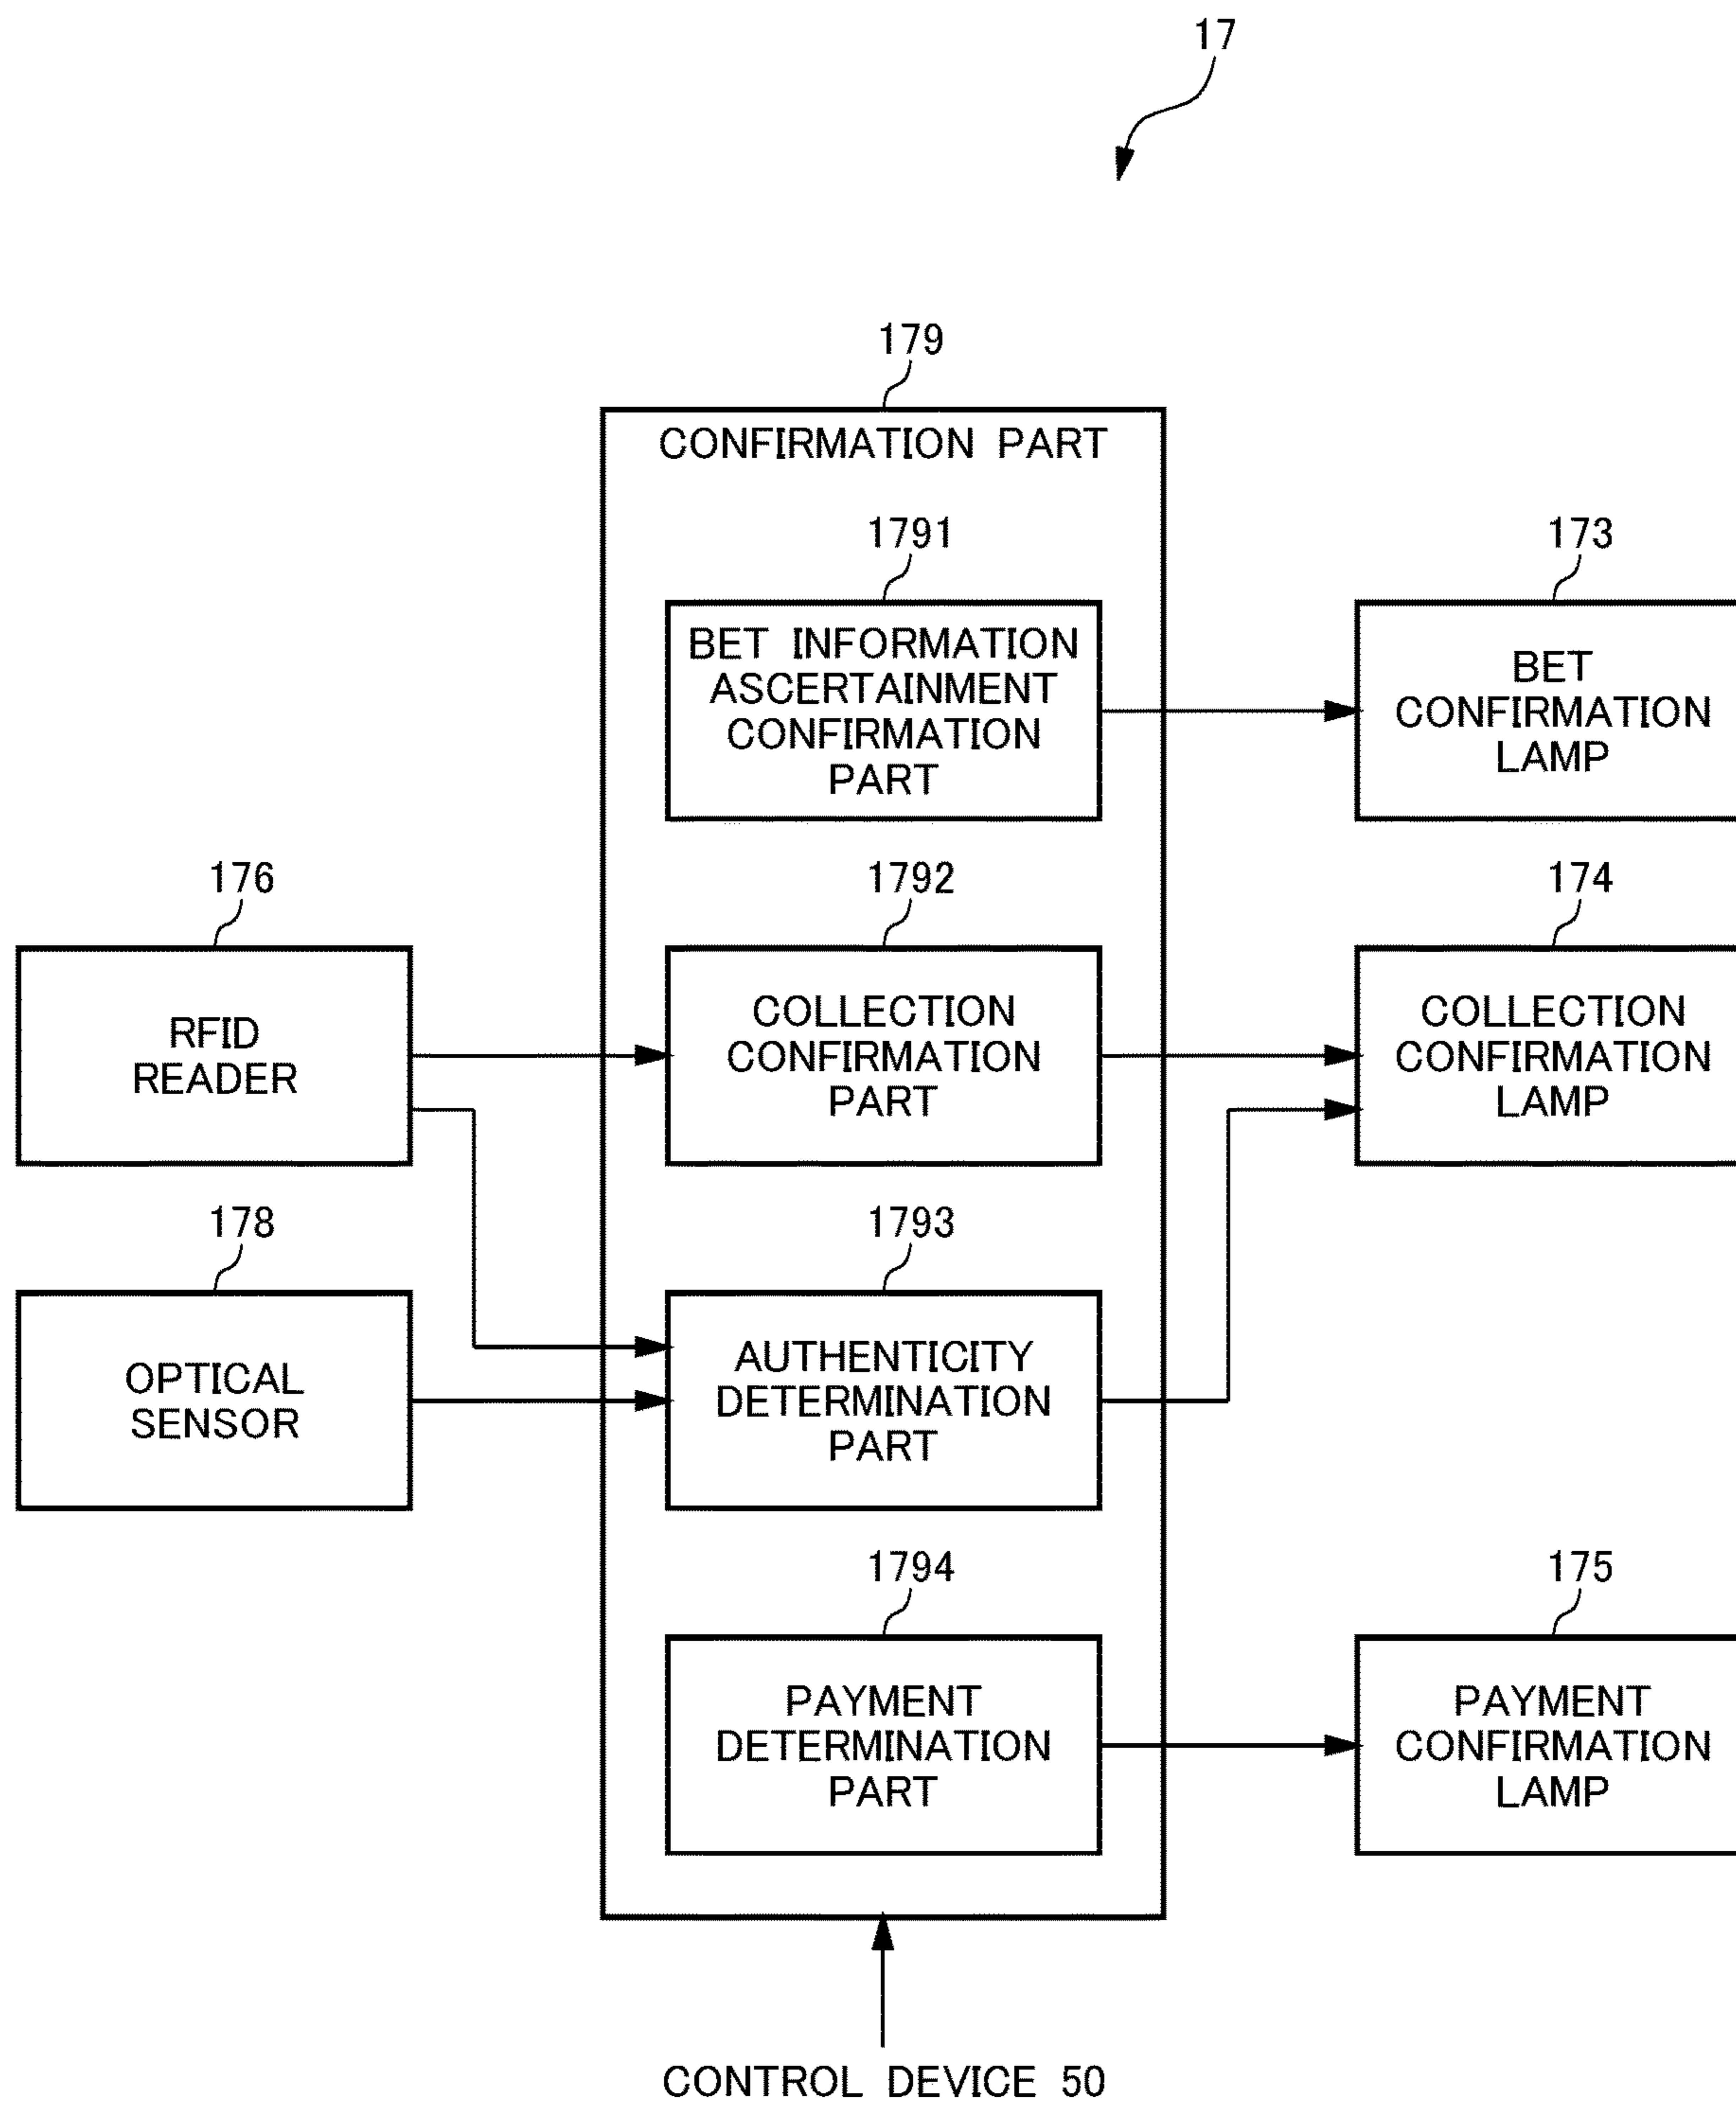 17
179
CONFIRMATION PART
1791
BET INFORMATION
ASCERTAINMENT
CONFIRMATION
PART
173
BET
CONFIRMATION
LAMP
176
RFID
READER
1792
COLLECTION
CONFIRMATION
PART
174
COLLECTION
CONFIRMATION
LAMP
178
OPTICAL
SENSOR
1793
AUTHENTICITY
DETERMINATION
PART
1794
PAYMENT
DETERMINATION
PART
175
PAYMENT
CONFIRMATION
LAMP
CONTROL DEVICE 50